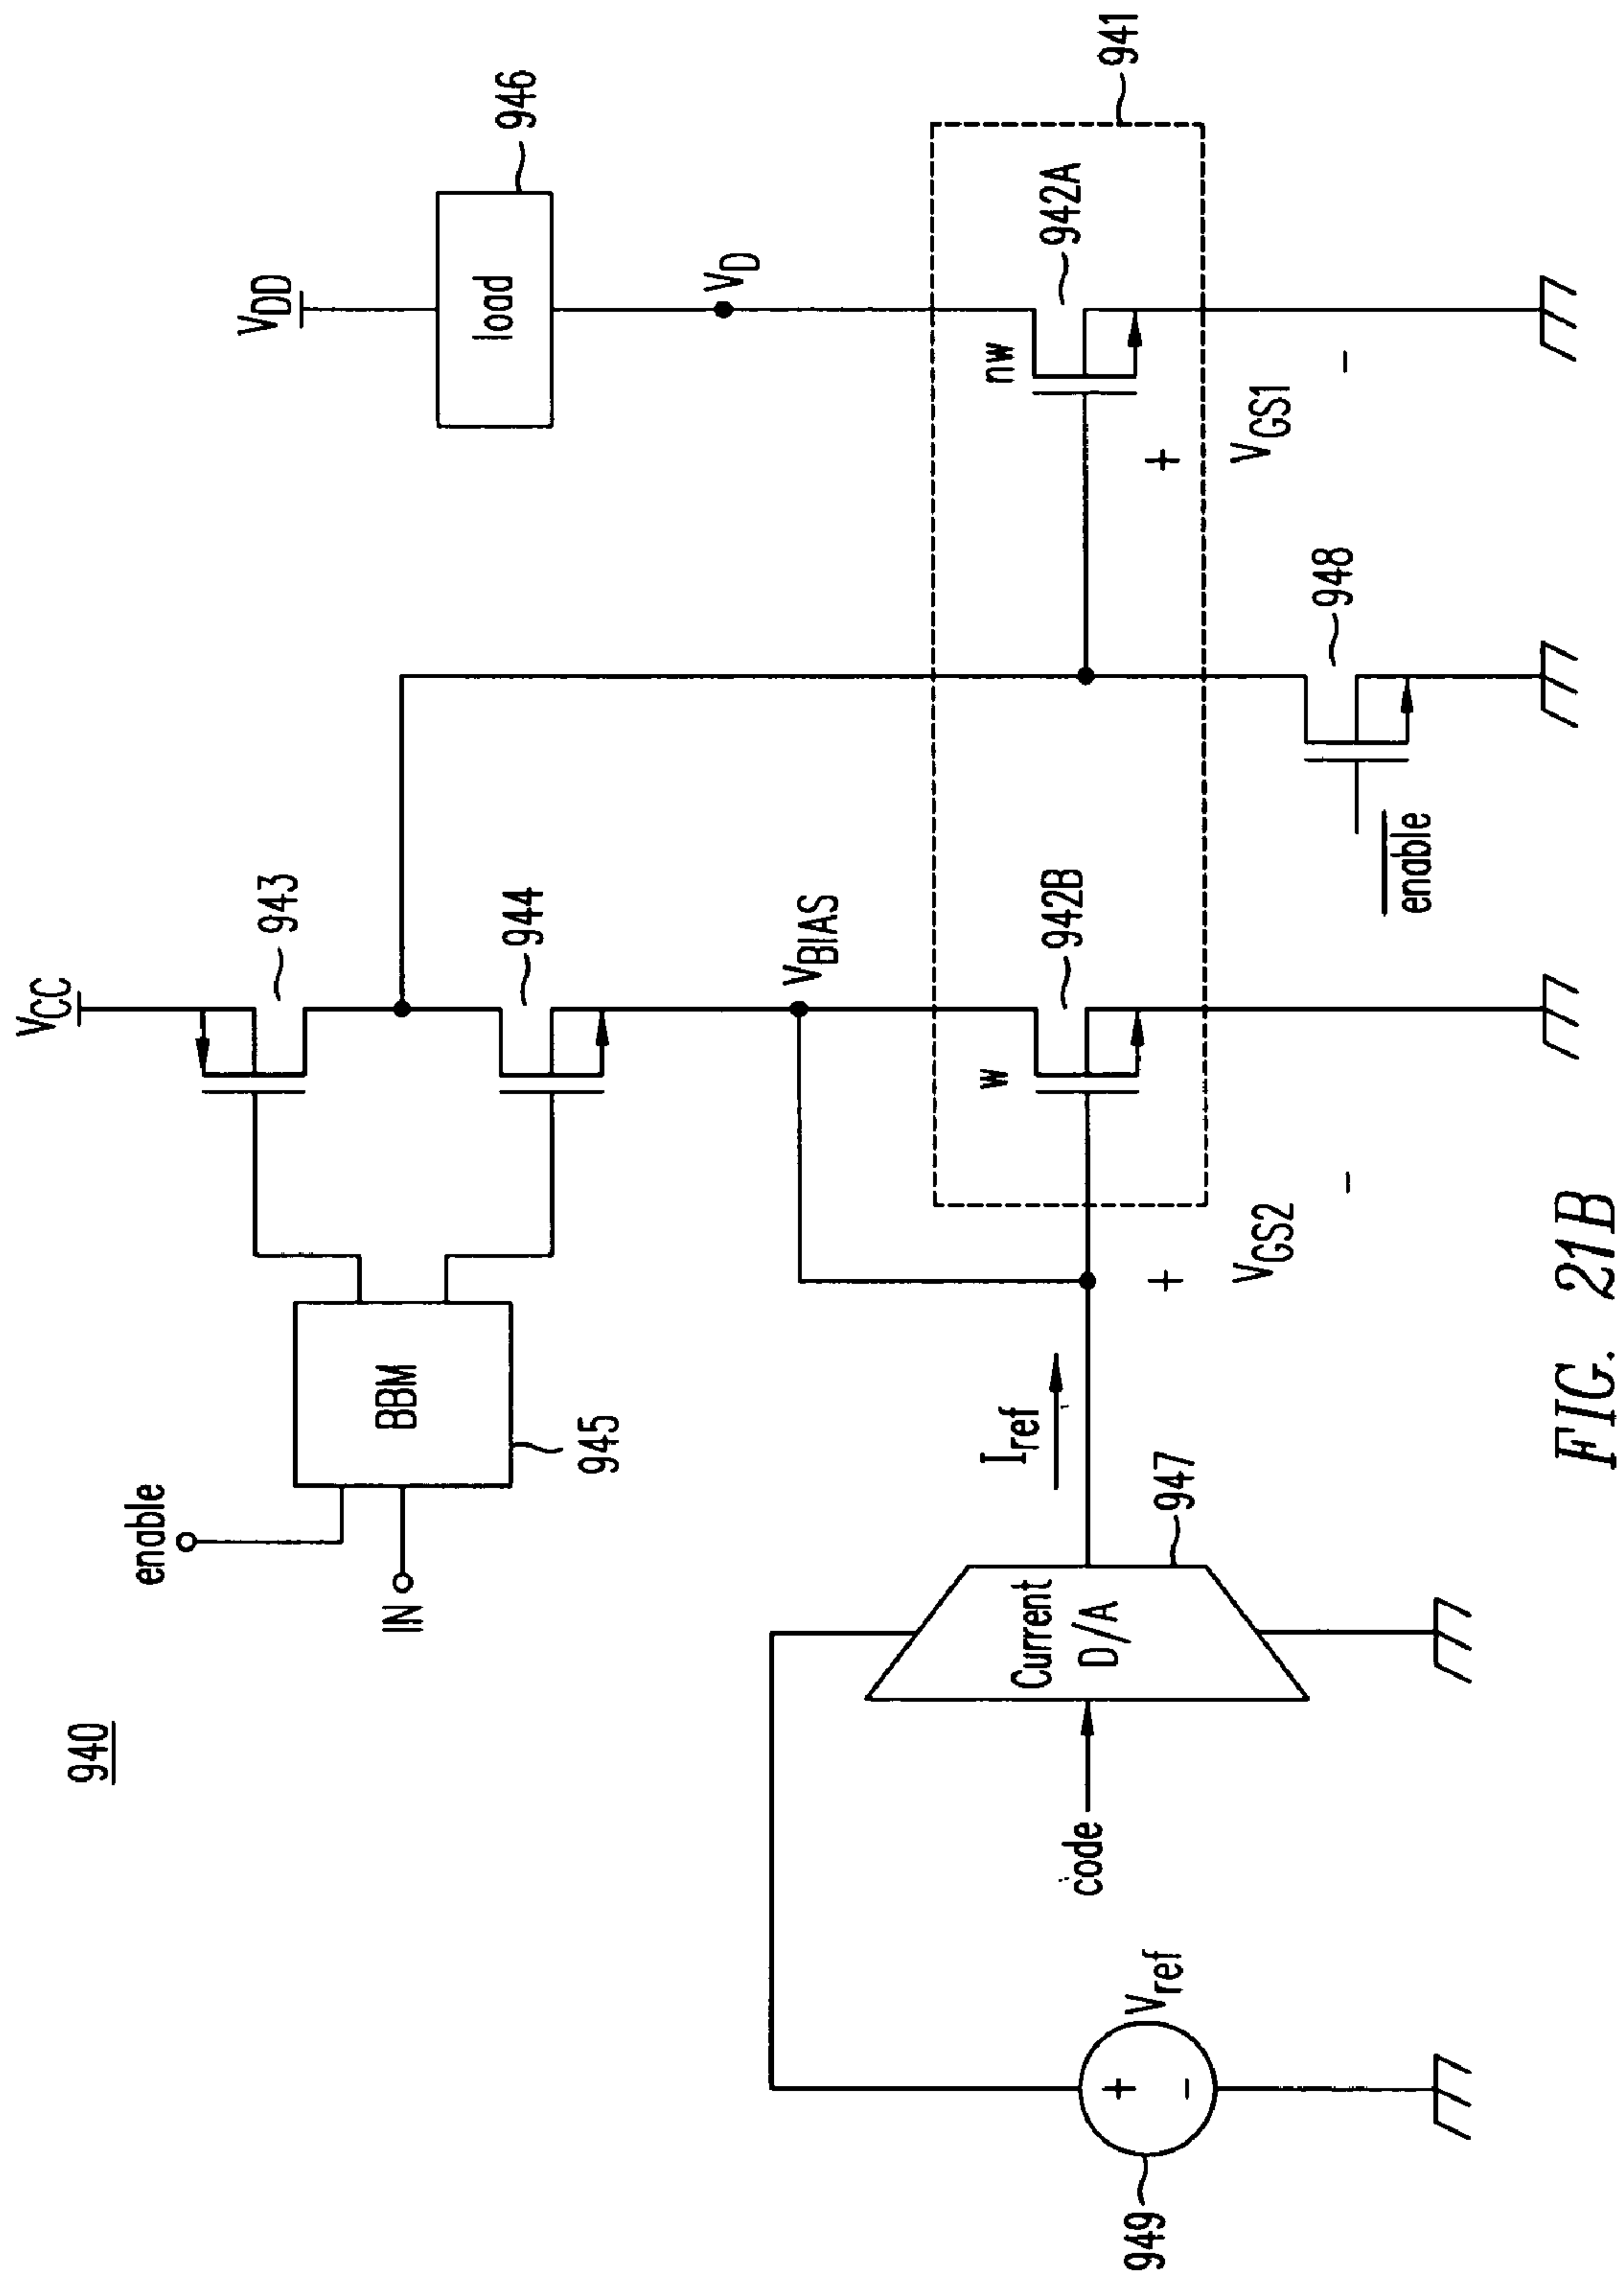 940
V_CC
943
944
enable
IN
BBM
945
V_DD
load
946
V_BIAS
V_D
941
w
942B
nw
942A
+
V_GS2
-
+
V_GS1
-
948
enable
I_ref
Current
D/A
947
code
V_ref
+
-
949
FIG. 21B